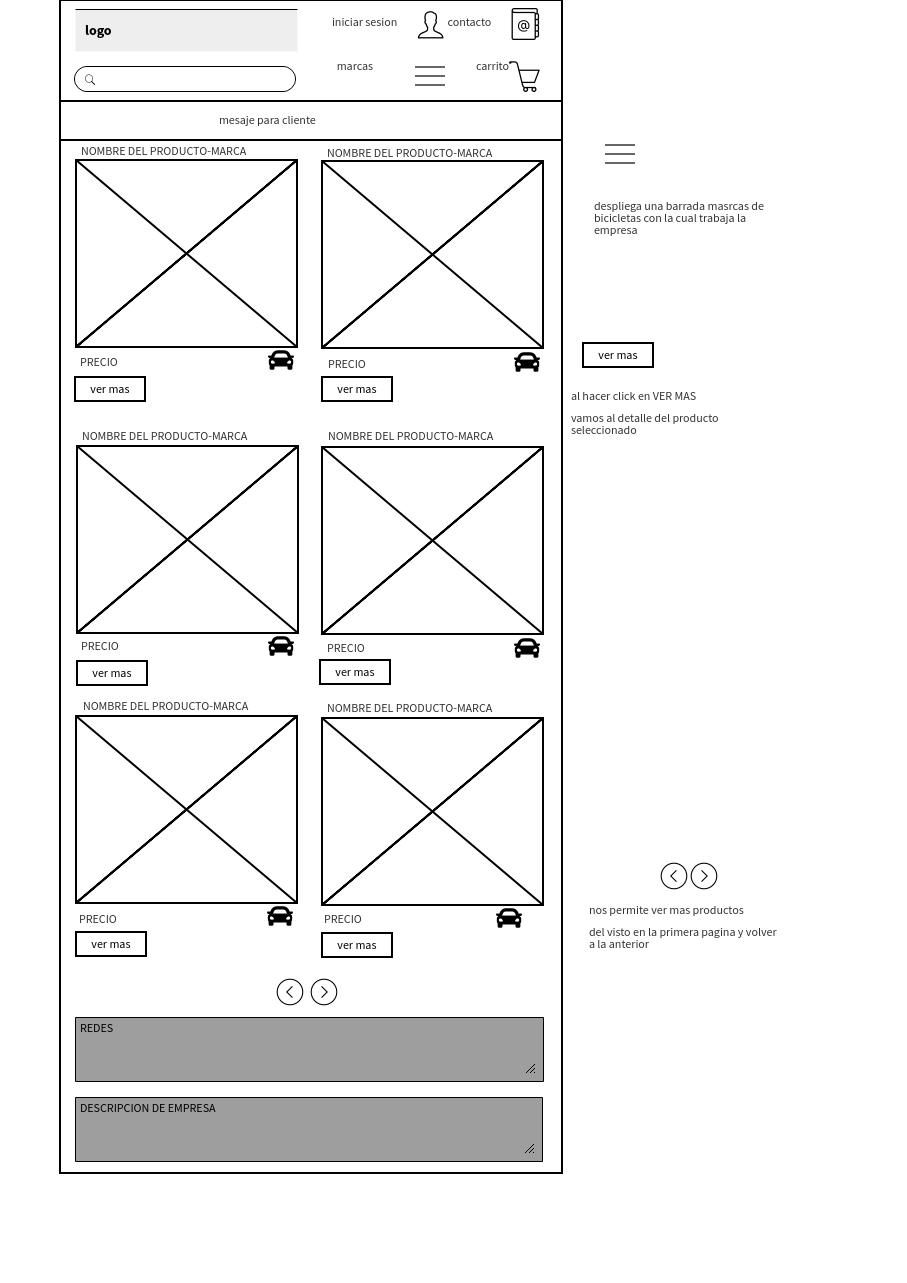 logo
iniciar sesion
contacto
@
marcas
carrito
mesaje para cliente
NOMBRE DEL PRODUCTO-MARCA
NOMBRE DEL PRODUCTO-MARCA
PRECIO
PRECIO
ver mas
ver mas
NOMBRE DEL PRODUCTO-MARCA
NOMBRE DEL PRODUCTO-MARCA
PRECIO
PRECIO
ver mas
ver mas
NOMBRE DEL PRODUCTO-MARCA
NOMBRE DEL PRODUCTO-MARCA
PRECIO
PRECIO
ver mas
ver mas
REDES
DESCRIPCION DE EMPRESA
despliega una barrada masrcas de
bicicletas con la cual trabaja la
empresa
ver mas
al hacer click en VER MAS
vamos al detalle del producto
seleccionado
nos permite ver mas productos
del visto en la primera pagina y volver
a la anterior